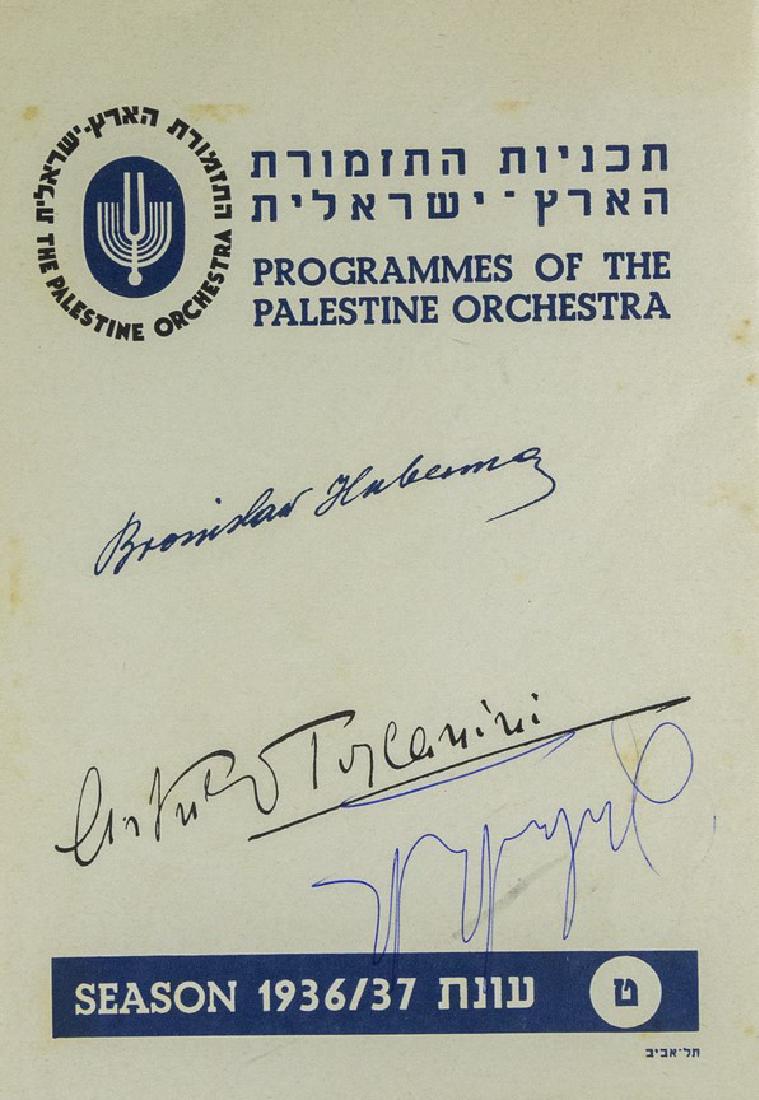 התזמורת הארץ-ישראלית
THE PALESTINE ORCHESTRA
תכניות התזמורת
הארץ-ישראלית
PROGRAMMES OF THE
PALESTINE ORCHESTRA
Bronislaw Huberman
Arturo Toscanini
SEASON 1936/37 עונת
ט
תל־אביב